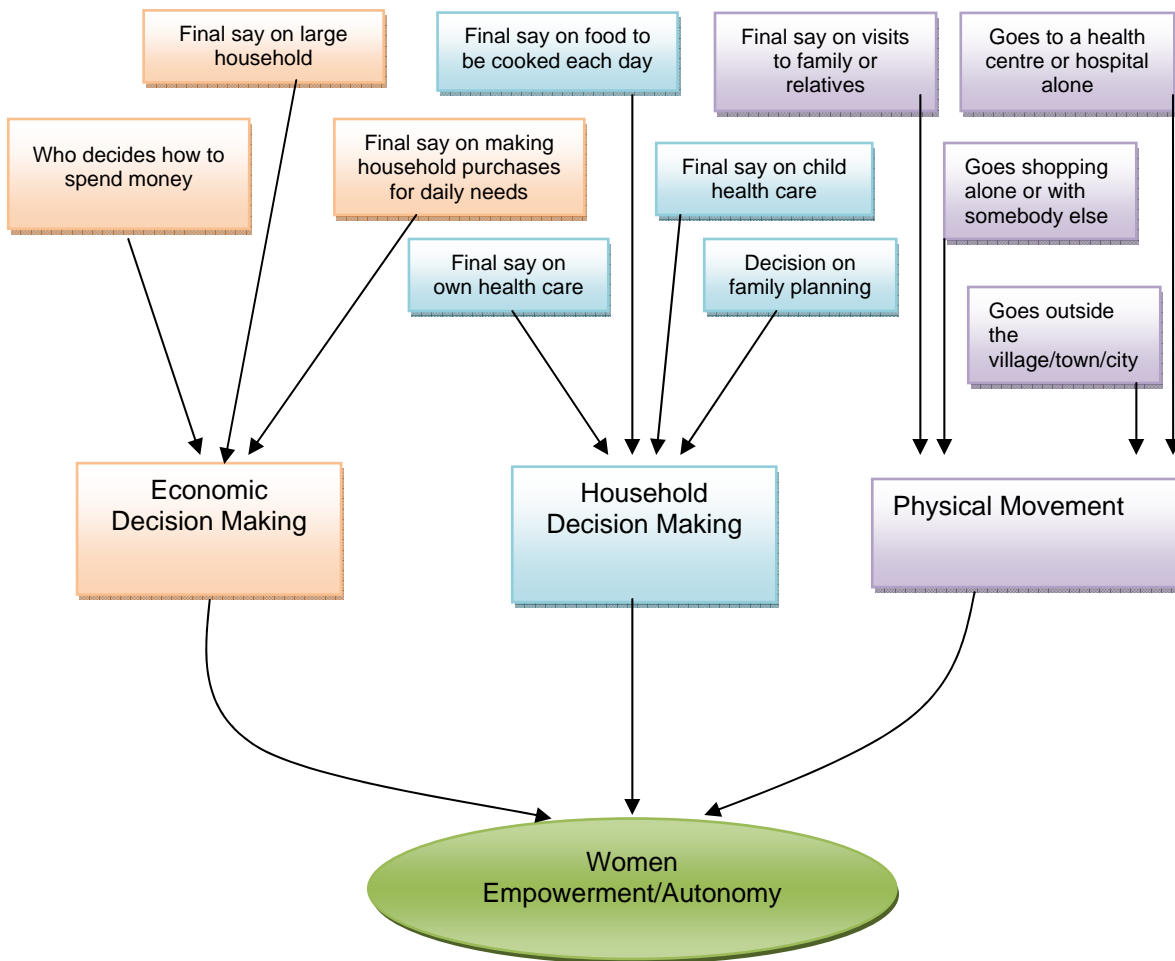 Final say on large
household
Final say on food to
be cooked each day
Final say on visits
to family or
relatives
Goes to a health
centre or hospital
alone
Who decides how to
spend money
Final say on making
household purchases
for daily needs
Final say on child
health care
Goes shopping
alone or with
somebody else
Final say on
own health care
Decision on
family planning
Goes outside
the
village/town/city
Economic
Decision Making
Household
Decision Making
Physical Movement
Women
Empowerment/Autonomy